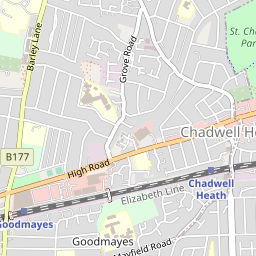 Barley Lane
Grove Road
St. Ch
Par
Chadwell He
B177
High Road
Elizabeth Line
Chadwell
Heath
Goodmayes
Goodmayes
Mayfield Road